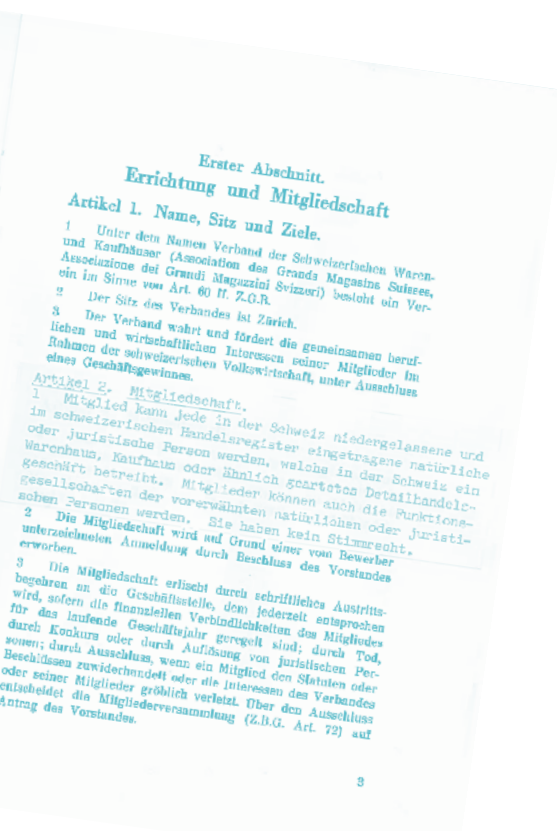 Erster Abschnitt.
Errichtung und Mitgliedschaft
Artikel 1. Name, Sitz und Ziele.
1 Unter dem Namen Verband der Schweizerischen Waren-
und Kaufhäuser (Association des Grands Magasins Suisses,
Associazione dei Grandi Magazzini Svizzeri) besteht ein Ver-
ein im Sinne von Art. 60 ff. Z.G.B.
2 Der Sitz des Verbandes ist Zürich.
3 Der Verband wahrt und fördert die gemeinsamen beruf-
lichen und wirtschaftlichen Interessen seiner Mitglieder im
Rahmen der schweizerischen Volkswirtschaft, unter Ausschluss
eines Geschäftsgewinnes.
Artikel 2. Mitgliedschaft.
1 Mitglied kann jede in der Schweiz niedergelassene und
im schweizerischen Handelsregister eingetragene natürliche
oder juristische Person werden, welche in der Schweiz ein
Warenhaus, Kaufhaus oder ähnlich geartetes Detailhandels-
geschäft betreibt. Mitglieder können auch die Funktions-
gesellschaften der vorerwähnten natürlichen oder juristi-
schen Personen werden. Sie haben kein Stimmrecht.
2 Die Mitgliedschaft wird auf Grund einer vom Bewerber
unterzeichneten Anmeldung durch Beschluss des Vorstandes
erworben.
3 Die Mitgliedschaft erlischt durch schriftliches Austritts-
begehren an die Geschäftsstelle, dem jederzeit entsprochen
wird, sofern die finanziellen Verbindlichkeiten des Mitgliedes
für das laufende Geschäftsjahr geregelt sind; durch Tod,
durch Konkurs oder durch Auflösung von juristischen Per-
sonen; durch Ausschluss, wenn ein Mitglied den Statuten oder
Beschlüssen zuwiderhandelt oder die Interessen des Verbandes
oder seiner Mitglieder gröblich verletzt. Über den Ausschluss
entscheidet die Mitgliederversammlung (Z.B.G. Art. 72) auf
Antrag des Vorstandes.
3